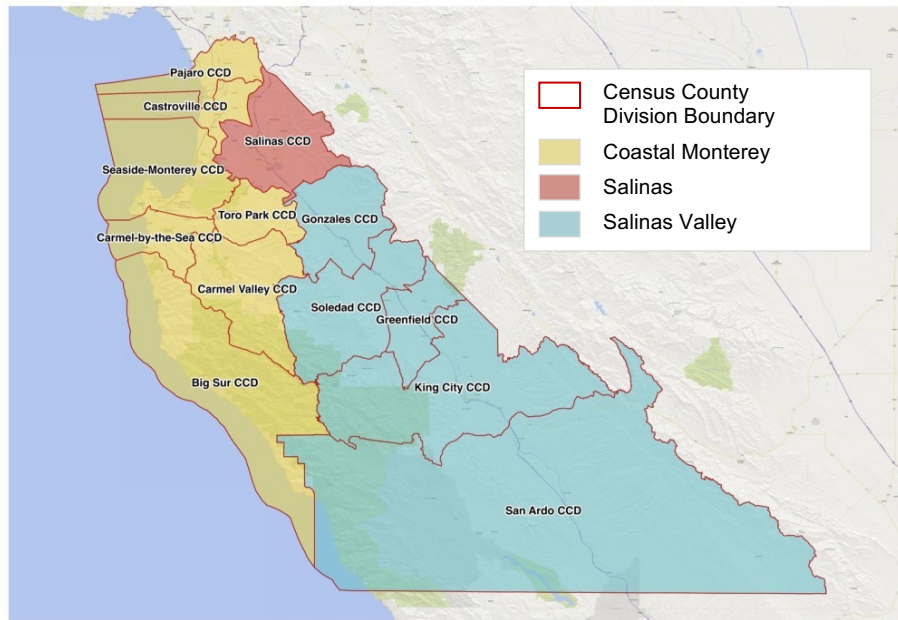 Pajaro CCD
Castroville CCD
Salinas CCD
Seaside-Monterey CCD
Toro Park CCD
Gonzales CCD
Carmel-by-the-Sea CCD
Carmel Valley CCD
Soledad CCD
Greenfield CCD
Big Sur CCD
King City CCD
San Ardo CCD
Census County
Division Boundary
Coastal Monterey
Salinas
Salinas Valley